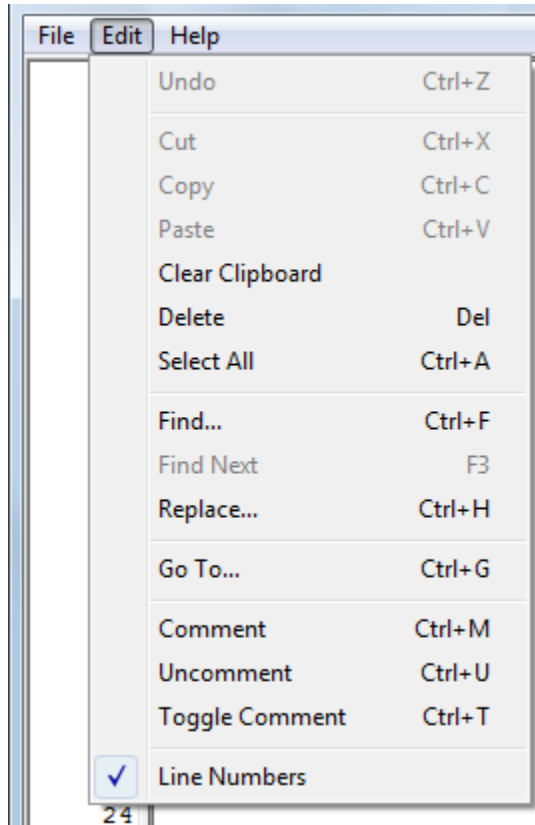 File Edit Help
Undo Ctrl+Z
Cut Ctrl+X
Copy Ctrl+C
Paste Ctrl+V
Clear Clipboard
Delete Del
Select All Ctrl+A
Find... Ctrl+F
Find Next F3
Replace... Ctrl+H
Go To... Ctrl+G
Comment Ctrl+M
Uncomment Ctrl+U
Toggle Comment Ctrl+T
Line Numbers
24